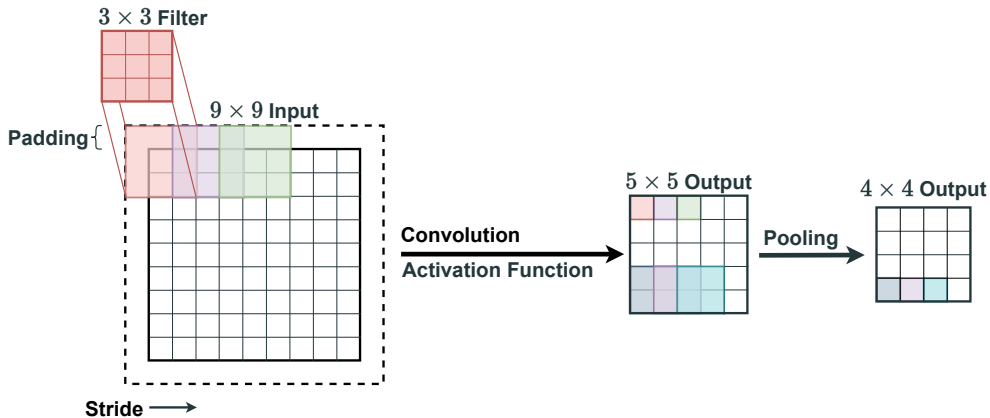 3 × 3 Filter
9 × 9 Input
Padding
5 × 5 Output
4 × 4 Output
Convolution
Pooling
Activation Function
Stride